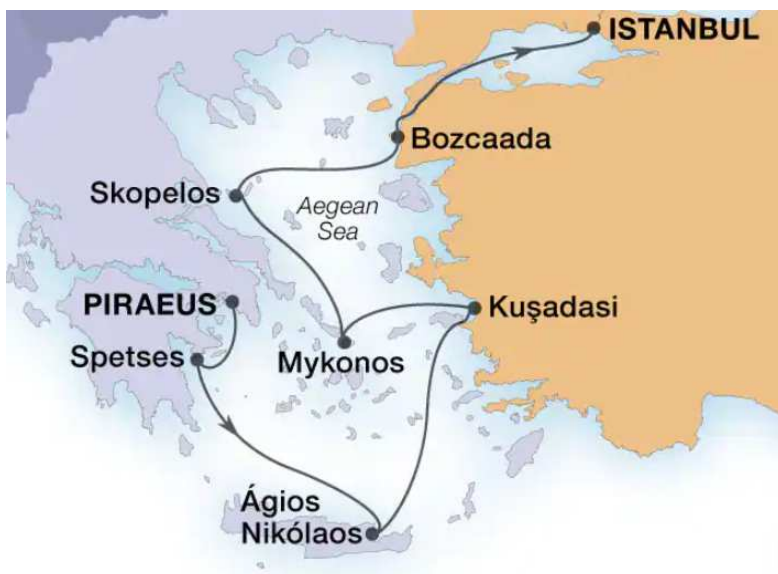 ISTANBUL
Bozcaada
Skopelos
Aegean
Sea
PIRAEUS
Kuşadasi
Spetses
Mykonos
Ágios
Nikólaos